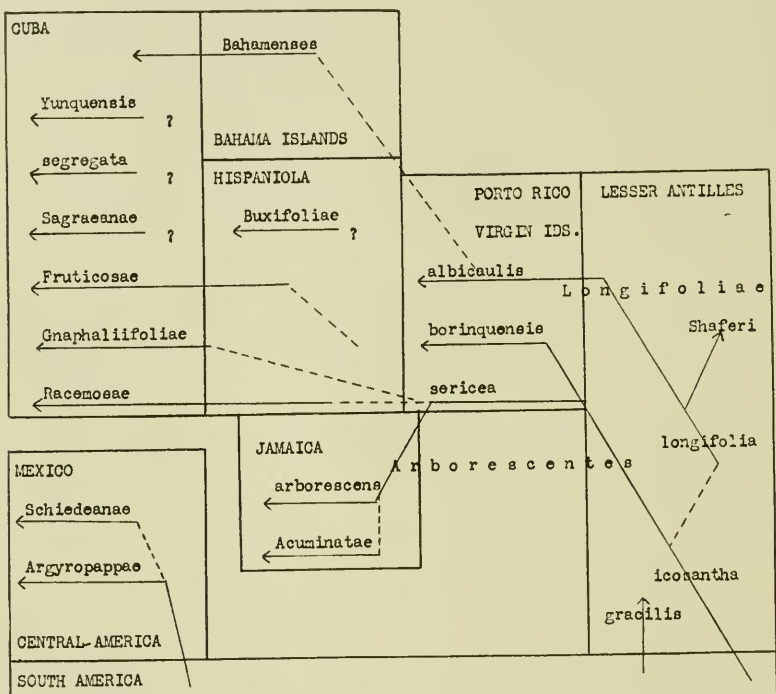 CUBA
Bahamenses
Yunquensis
?
segregata
?
Sagraeanae
?
Fruticosae
Gnaphaliifoliae
Racemosae
BAHAMA ISLANDS
HISPANIOLA
Buxifoliae
?
PORTO RICO
VIRGIN IDS.
LESSER ANTILLES
albicaulis
Longifoliae
borinquensis
Shaferi
sericea
longifolia
Arborescentes
JAMAICA
arborescens
Acuminatae
MEXICO
Schiedeanae
Argyropappae
CENTRAL-AMERICA
icosantha
gracilis
SOUTH AMERICA